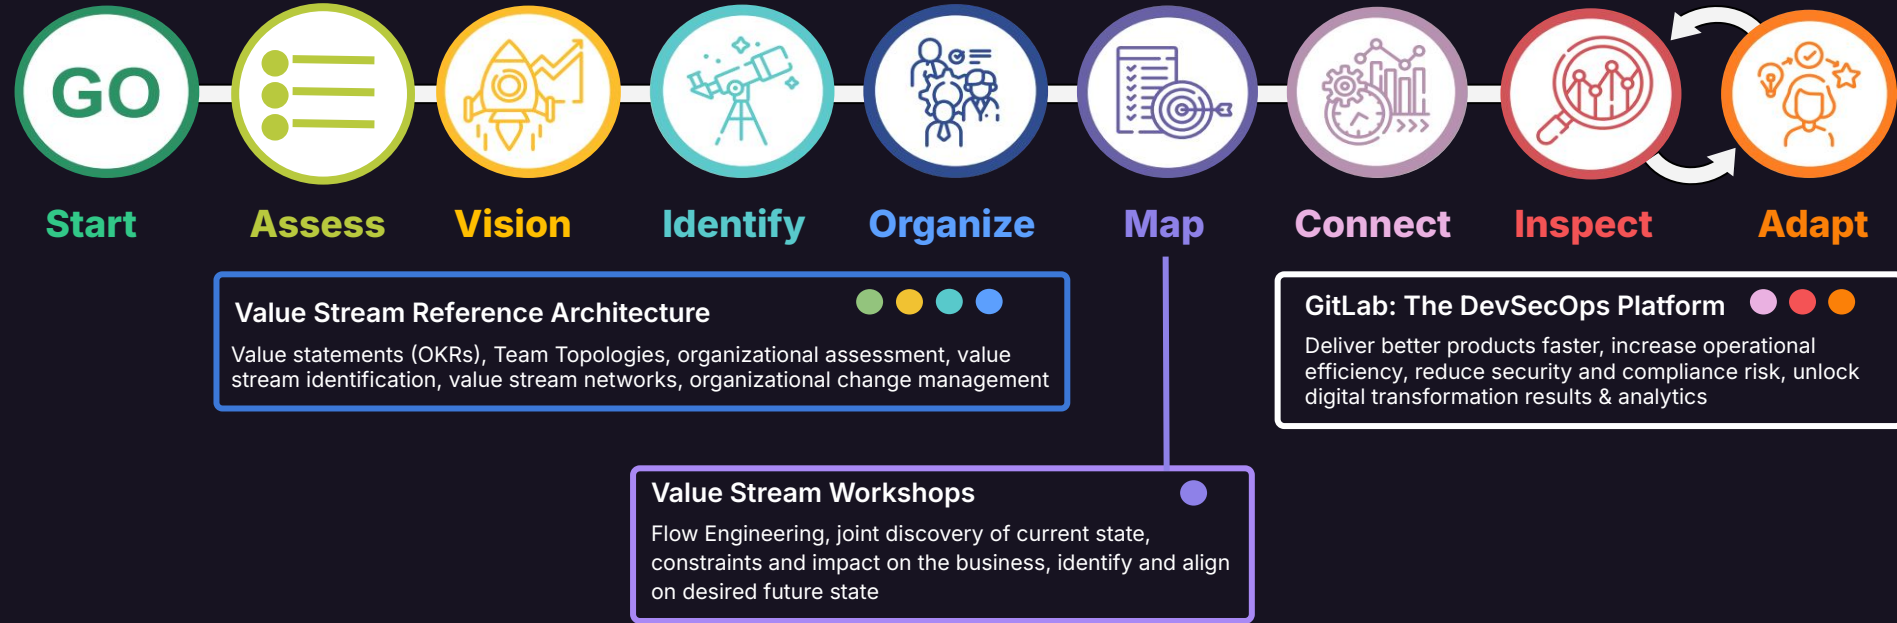 GO
Start
Assess
Vision
Identify
Organize
Map
Connect
Inspect
Adapt
Value Stream Reference Architecture
Value statements (OKRs), Team Topologies, organizational assessment, value
stream identification, value stream networks, organizational change management
GitLab: The DevSecOps Platform
Deliver better products faster, increase operational
efficiency, reduce security and compliance risk, unlock
digital transformation results & analytics
Value Stream Workshops
Flow Engineering, joint discovery of current state,
constraints and impact on the business, identify and align
on desired future state